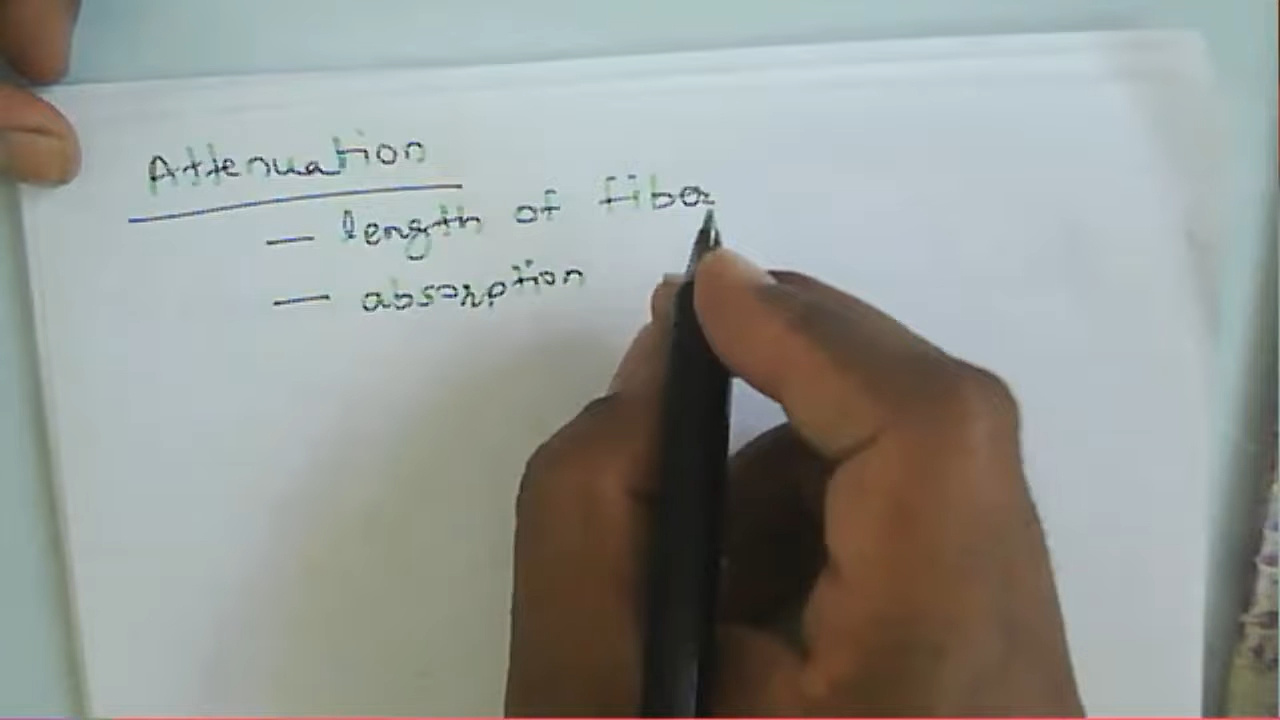 Attenuation
— length of fiber
— absorption